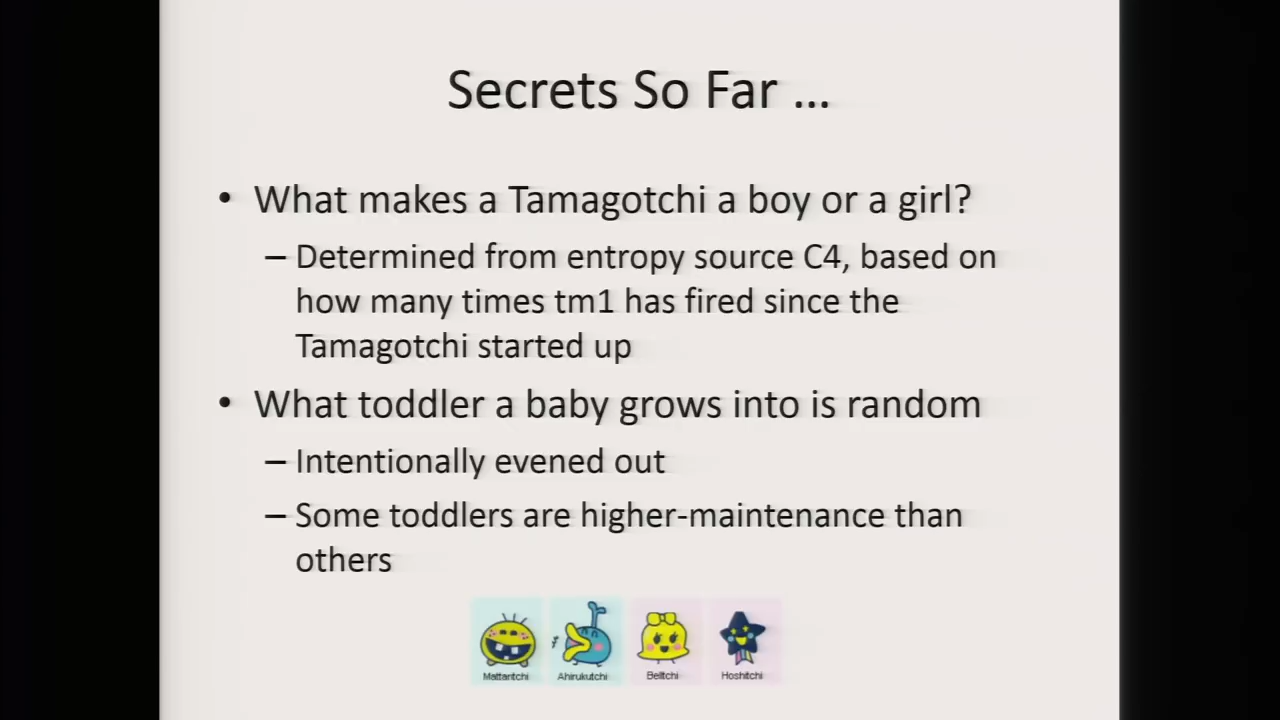 Secrets So Far ...
• What makes a Tamagotchi a boy or a girl?
– Determined from entropy source C4, based on
how many times tm1 has fired since the
Tamagotchi started up
• What toddler a baby grows into is random
– Intentionally evened out
– Some toddlers are higher-maintenance than
others
Mattaritchi Ahirukutchi Belltchi Hoshitchi